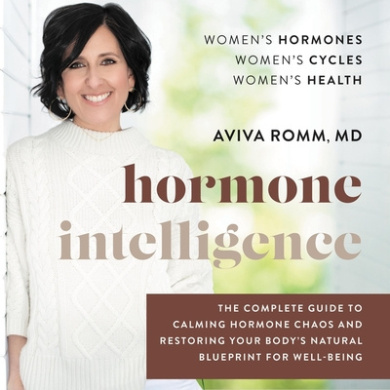 WOMEN'S HORMONES
WOMEN'S CYCLES
WOMEN'S HEALTH
AVIVA ROMM, MD
hormone
intelligence
THE COMPLETE GUIDE TO
CALMING HORMONE CHAOS AND
RESTORING YOUR BODY'S NATURAL
BLUEPRINT FOR WELL-BEING